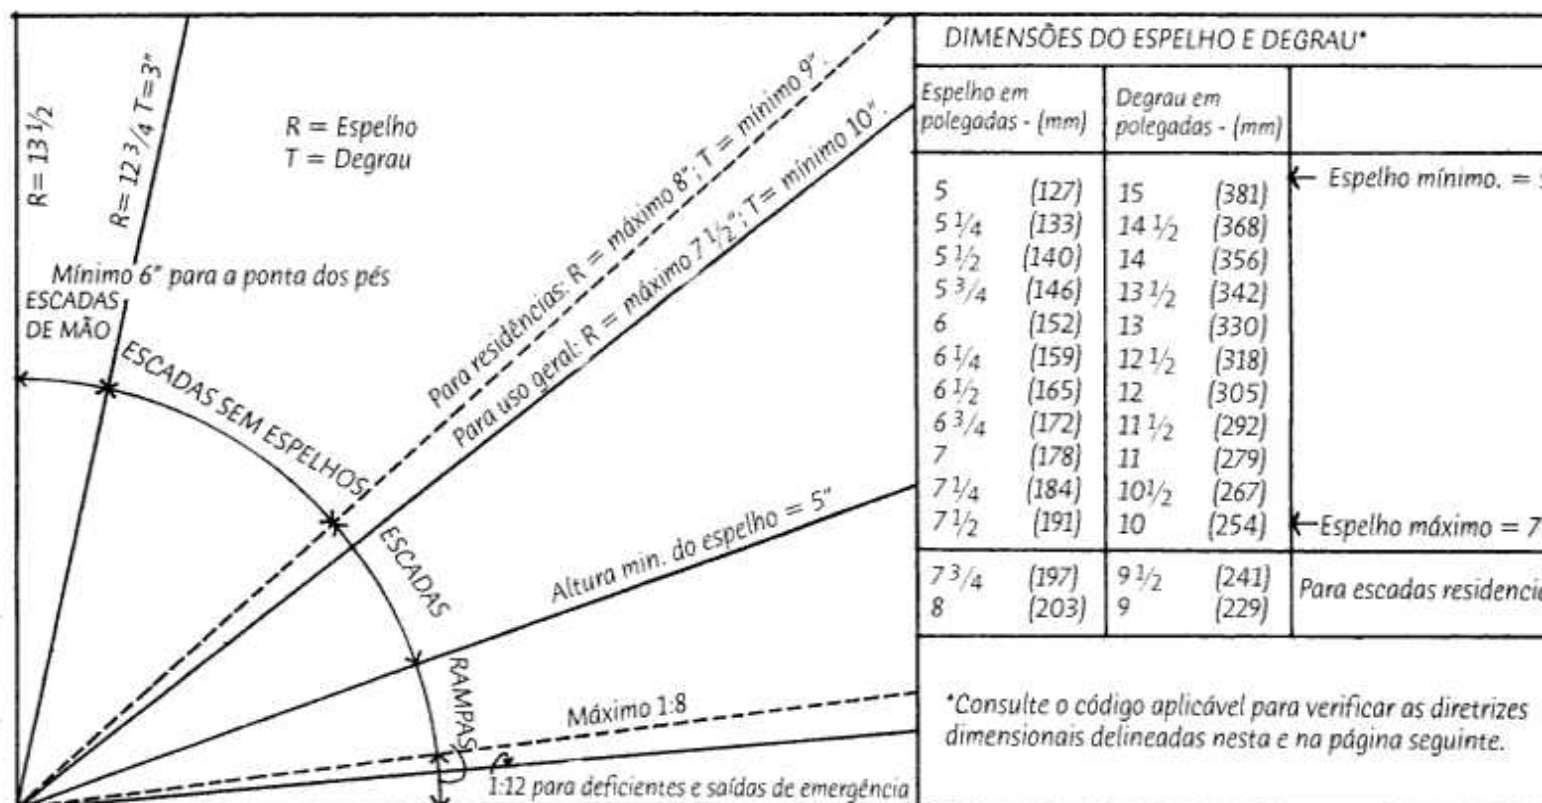 R= 13 1/2
R= 12 3/4 T=3"
R = Espelho
T = Degrau
Mínimo 6" para a ponta dos pés
ESCADAS
DE MÃO
ESCADAS SEM ESPELHOS
Para residências: R = máximo 8"; T = mínimo 9".
Para uso geral: R = máximo 7 1/2"; T= mínimo 10".
ESCADAS
Altura min. do espelho = 5"
RAMPAS
Máximo 1:8
1:12 para deficientes e saídas de emergência
DIMENSÕES DO ESPELHO E DEGRAU*
Espelho em
polegadas - (mm)
Degrau em
polegadas - (mm)
5 (127) 15 (381)
Espelho mínimo. =
5 1/4 (133) 14 1/2 (368)
5 1/2 (140) 14 (356)
5 3/4 (146) 13 1/2 (342)
6 (152) 13 (330)
6 1/4 (159) 12 1/2 (318)
6 1/2 (165) 12 (305)
6 3/4 (172) 11 1/2 (292)
7 (178) 11 (279)
7 1/4 (184) 10 1/2 (267)
7 1/2 (191) 10 (254)
Espelho máximo = 7
7 3/4 (197) 9 1/2 (241)
8 (203) 9 (229)
Para escadas
*Consulte o código aplicável para verificar as diretrizes
dimensionais delineadas nesta e na página seguinte.